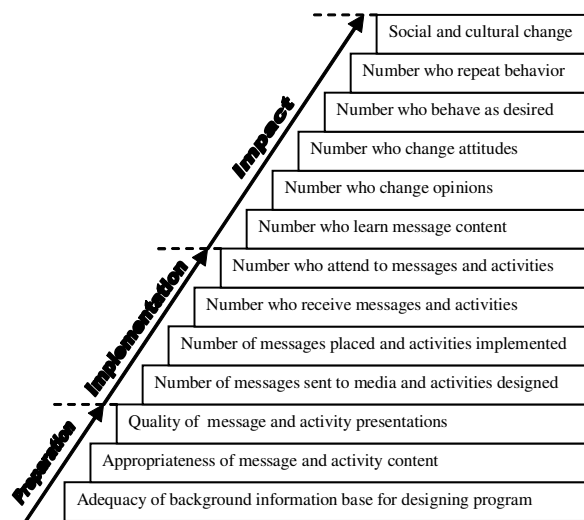 Social and cultural change
Number who repeat behavior
Number who behave as desired
Number who change attitudes
Number who change opinions
Number who learn message content
Number who attend to messages and activities
Number who receive messages and activities
Number of messages placed and activities implemented
Number of messages sent to media and activities designed
Quality of message and activity presentations
Appropriateness of message and activity content
Adequacy of background information base for designing program
Impact
Implementation
Preparation